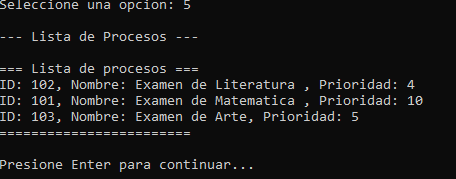 Seleccione una opcion: 5
--- Lista de Procesos ---
=== Lista de procesos ===
ID: 102, Nombre: Examen de Literatura , Prioridad: 4
ID: 101, Nombre: Examen de Matematica , Prioridad: 10
ID: 103, Nombre: Examen de Arte, Prioridad: 5
========================
Presione Enter para continuar...